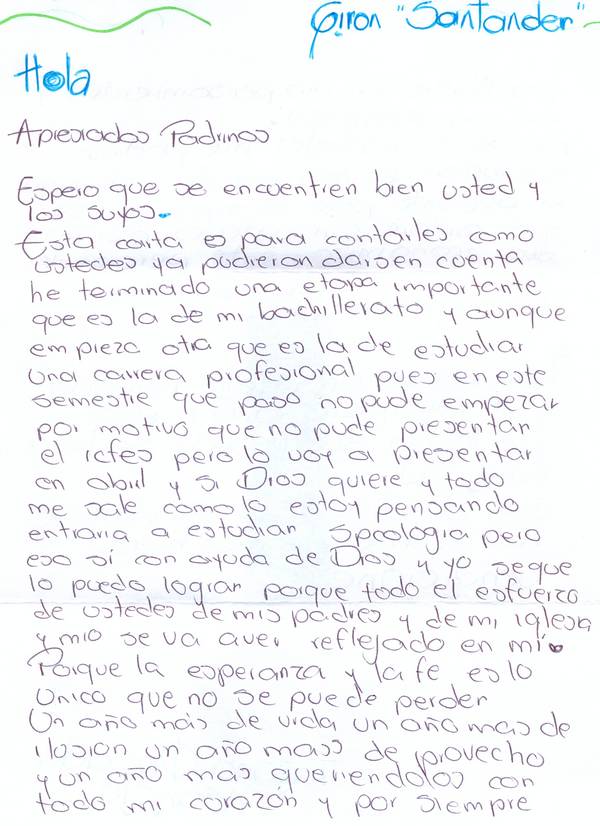 Giron "Santander"
Hola
Apresiados Padrinos
Espero que se encuentren bien usted y
los suyos.
Esta carta es para contarles como
ustedes ya pudieron darsen cuenta
he terminado una etapa importante
que es la de mi bachillerato y aunque
empieza otra que es la de estudiar
una carrera profesional pues en este
semestre que paso no pude empezar
por motivo que no pude presentar
el icfes pero lo voy a presentar
en abril y si Dios quiere y todo
me sale como lo estoy pensando
entraria a estudiar Spcologia pero
eso si con ayuda de Dios y yo se que
lo puedo lograr porque todo el esfuerzo
de ustedes de mis padres y de mi iglesia
y mio se va aver reflejado en mi.
Porque la esperanza y la fe es lo
unico que no se puede perder
Un año más de vida un año mas de
ilusion un año mass de provecho
y un año mas queriendolos con
todo mi corazón y por siempre